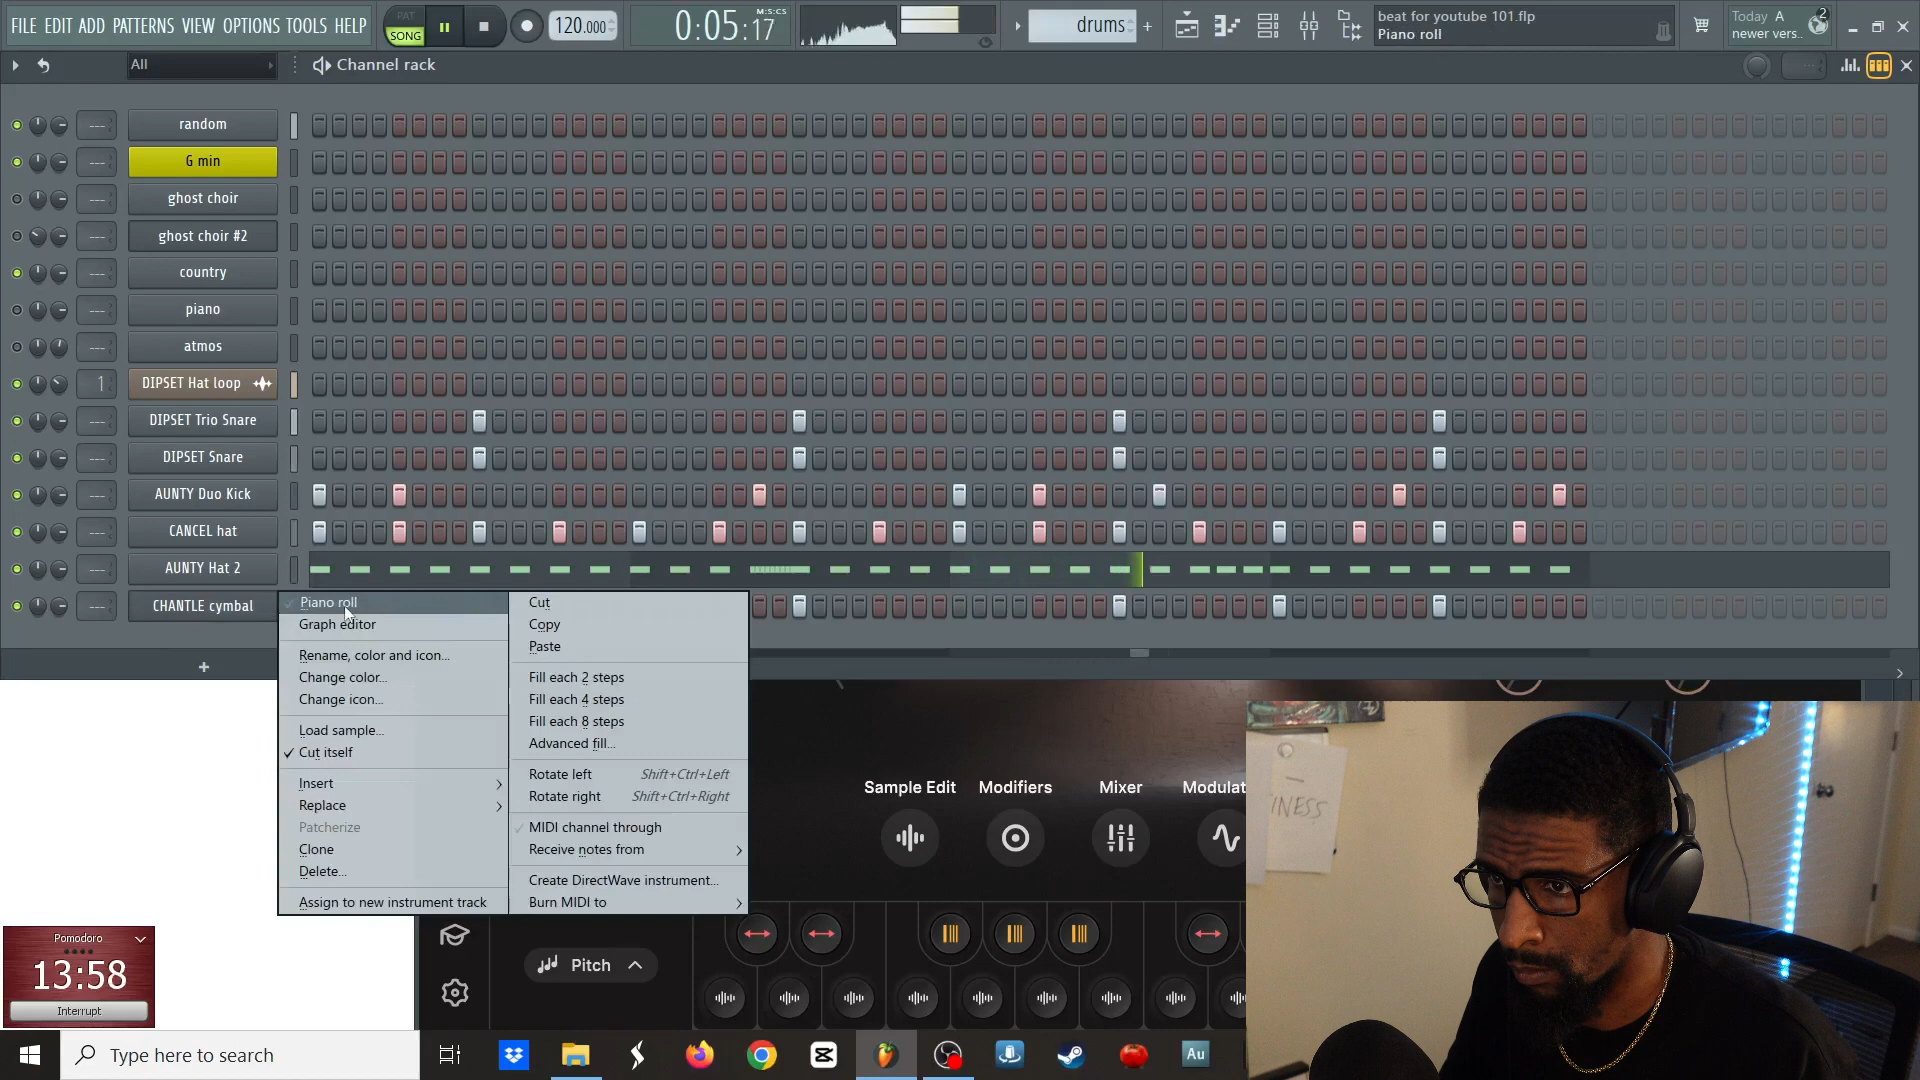 FILE EDIT ADD PATTERNS VIEW OPTIONS TOOLS HELP
PAT
SONG
120.000
0:05:17
M:S:CS
drums
beat for youtube 101.flp
Piano roll
Today A
newer vers..
2
All
Channel rack
random
G min
ghost choir
ghost choir #2
country
piano
atmos
1
DIPSET Hat loop
DIPSET Trio Snare
DIPSET Snare
AUNTY Duo Kick
CANCEL hat
AUNTY Hat 2
CHANTLE cymbal
+
Piano roll
Graph editor
Rename, color and icon...
Change color...
Change icon...
Load sample...
Cut itself
Insert
Replace
Patcherize
Clone
Delete...
Assign to new instrument track
Cut
Copy
Paste
Fill each 2 steps
Fill each 4 steps
Fill each 8 steps
Advanced fill...
Rotate left Shift+Ctrl+Left
Rotate right Shift+Ctrl+Right
MIDI channel through
Receive notes from
Create DirectWave instrument...
Burn MIDI to
Sample Edit
Modifiers
Mixer
Modulat
Pitch
Pomodoro
13:58
Interrupt
Type here to search
Au